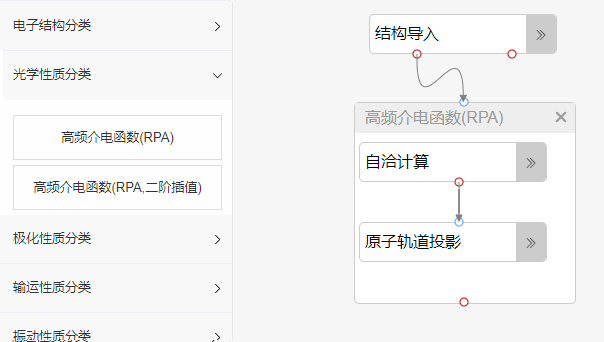 电子结构分类
光学性质分类
高频介电函数(RPA)
高频介电函数(RPA,二阶插值)
极化性质分类
输运性质分类
振动性质分类
结构导入
高频介电函数(RPA)
自洽计算
原子轨道投影